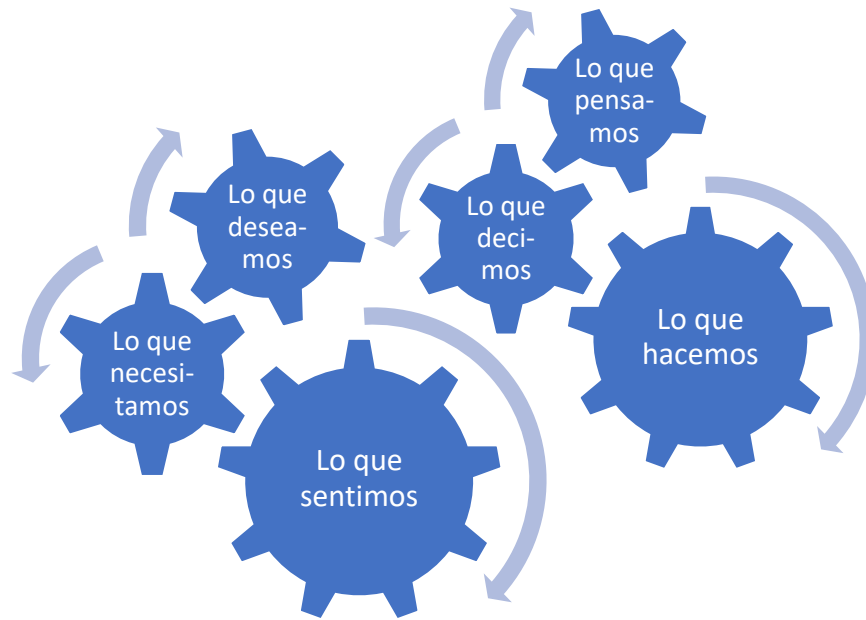 Lo que
pensa-
mos
Lo que
desea-
mos
Lo que
deci-
mos
Lo que
necesi-
tamos
Lo que
hacemos
Lo que
sentimos